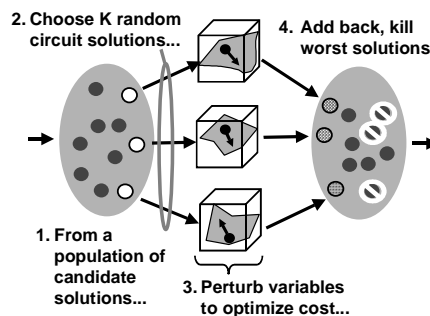 2. Choose K random
circuit solutions...
4. Add back, kill
worst solutions
1. From a
population of
candidate
solutions...
3. Perturb variables
to optimize cost...